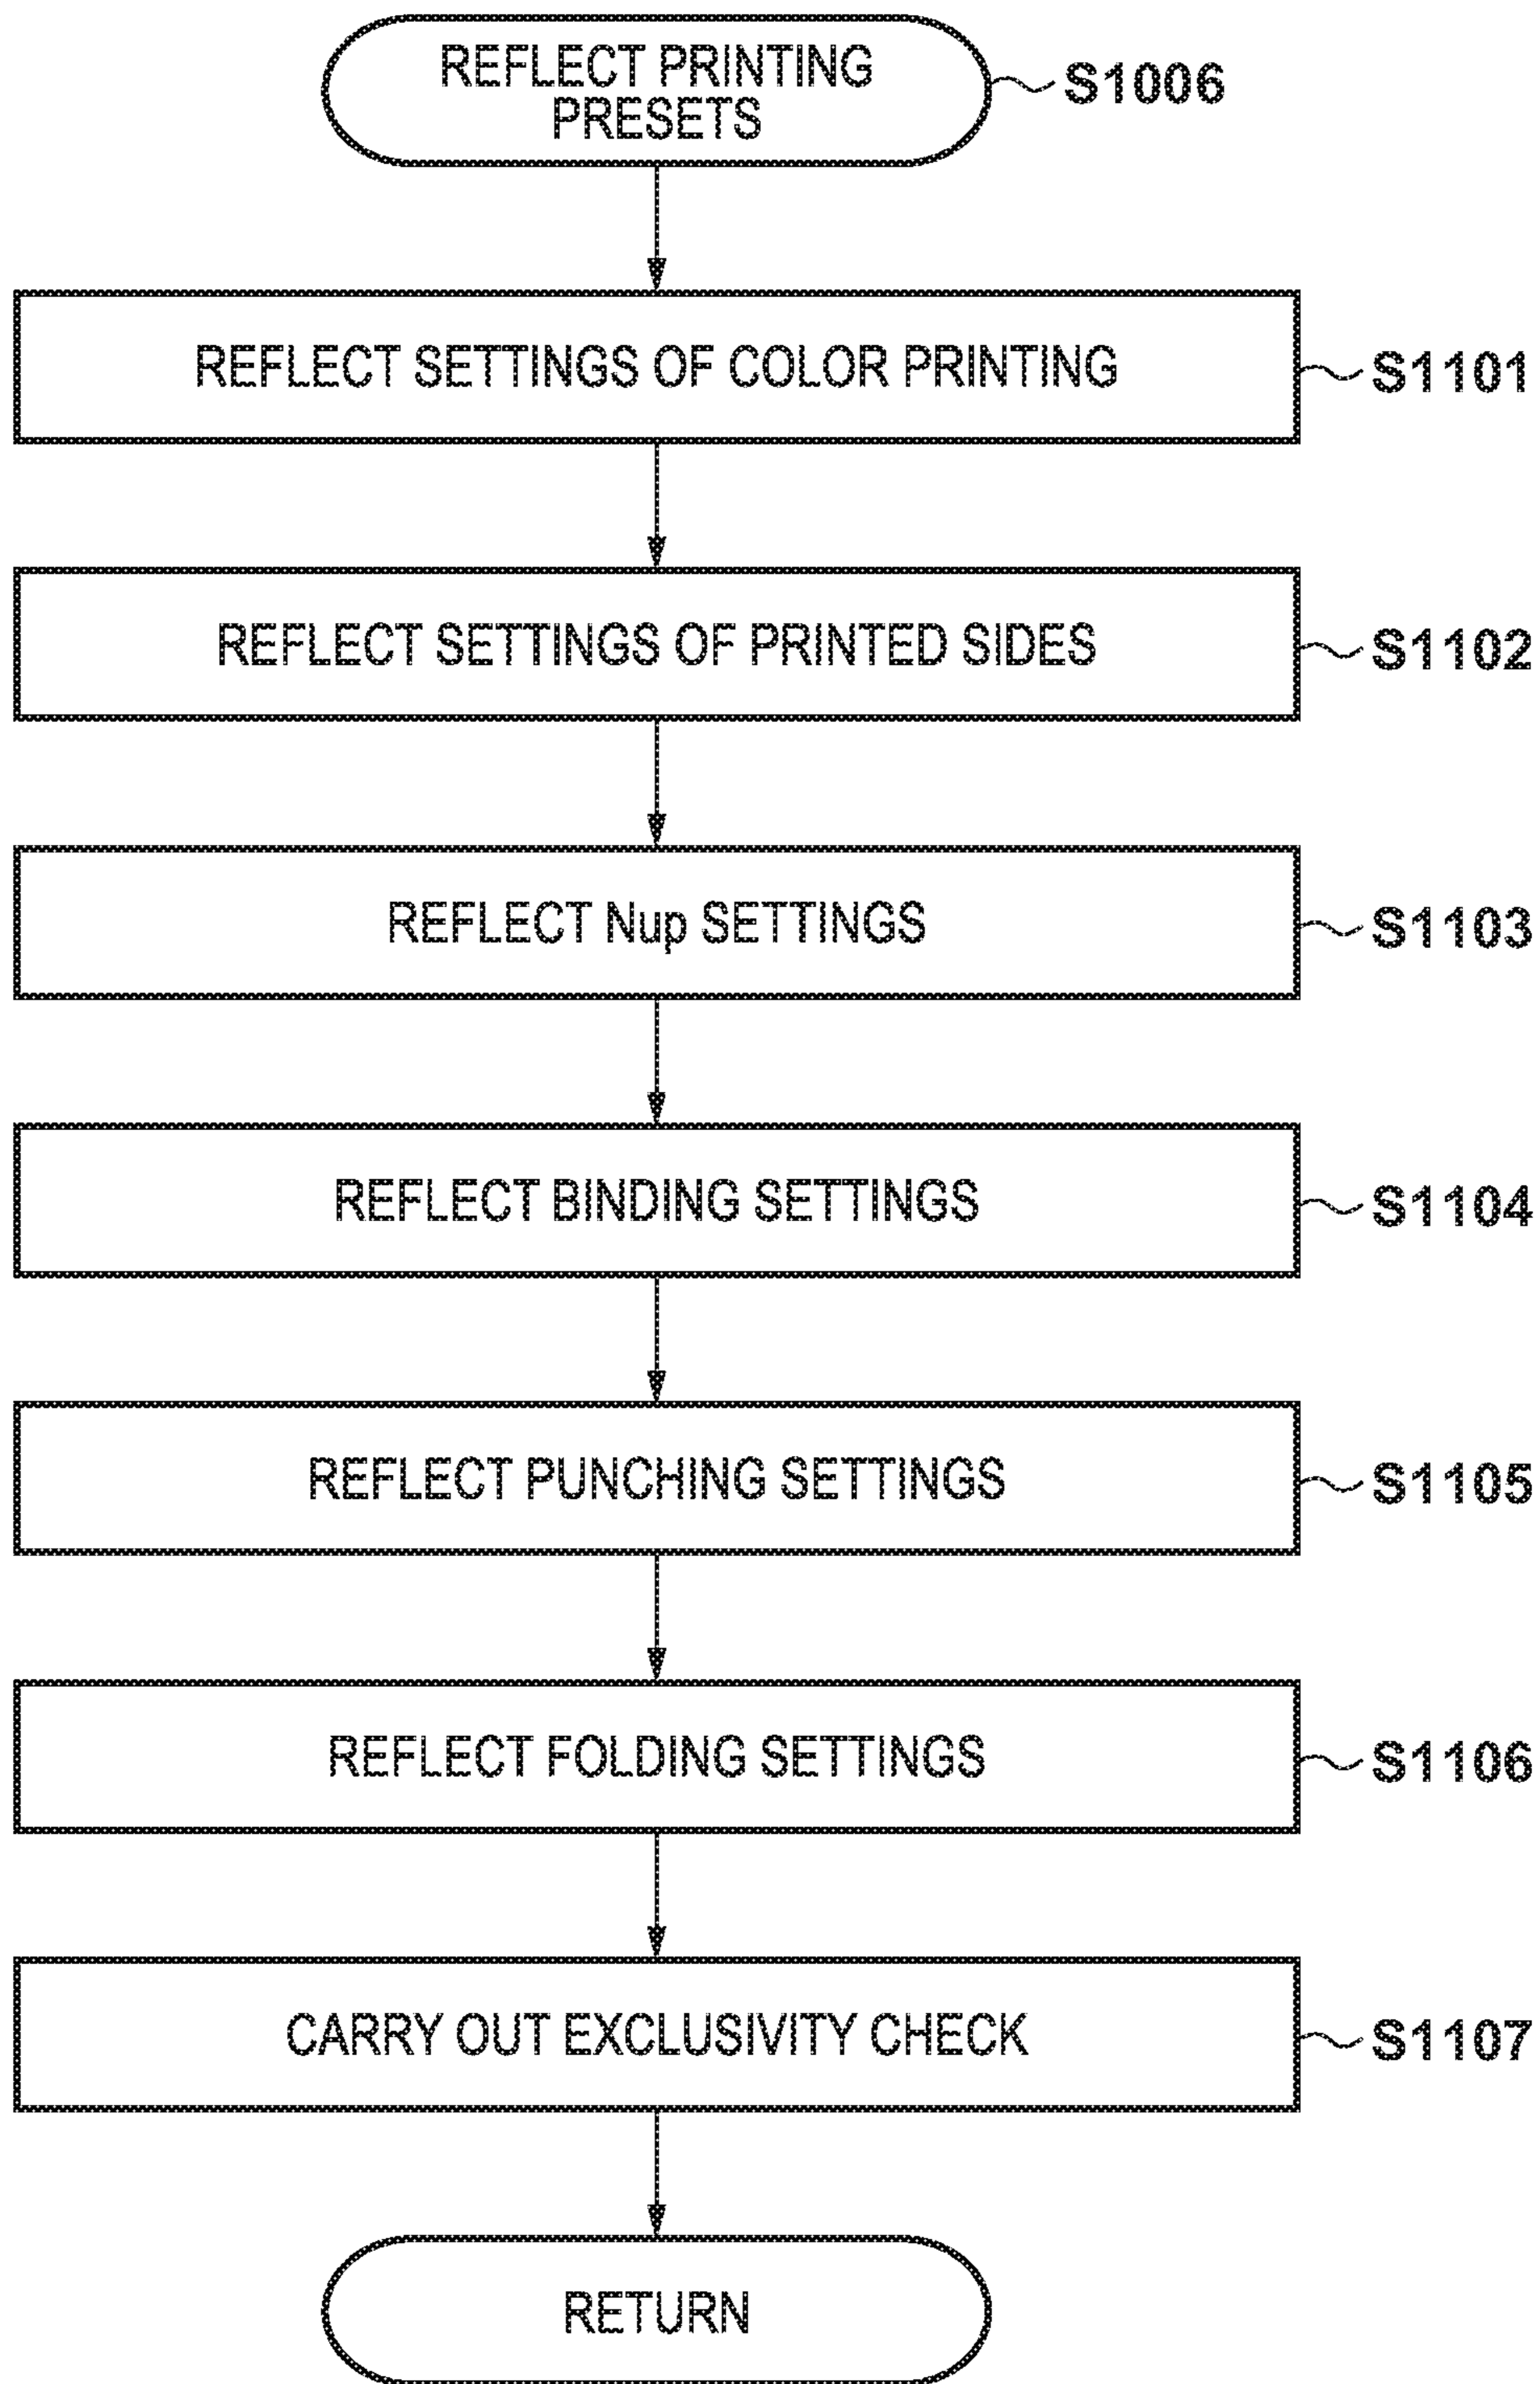 REFLECT PRINTING
PRESETS
S1006
REFLECT SETTINGS OF COLOR PRINTING
S1101
REFLECT SETTINGS OF PRINTED SIDES
S1102
REFLECT Nup SETTINGS
S1103
REFLECT BINDING SETTINGS
S1104
REFLECT PUNCHING SETTINGS
S1105
REFLECT FOLDING SETTINGS
S1106
CARRY OUT EXCLUSIVITY CHECK
S1107
RETURN